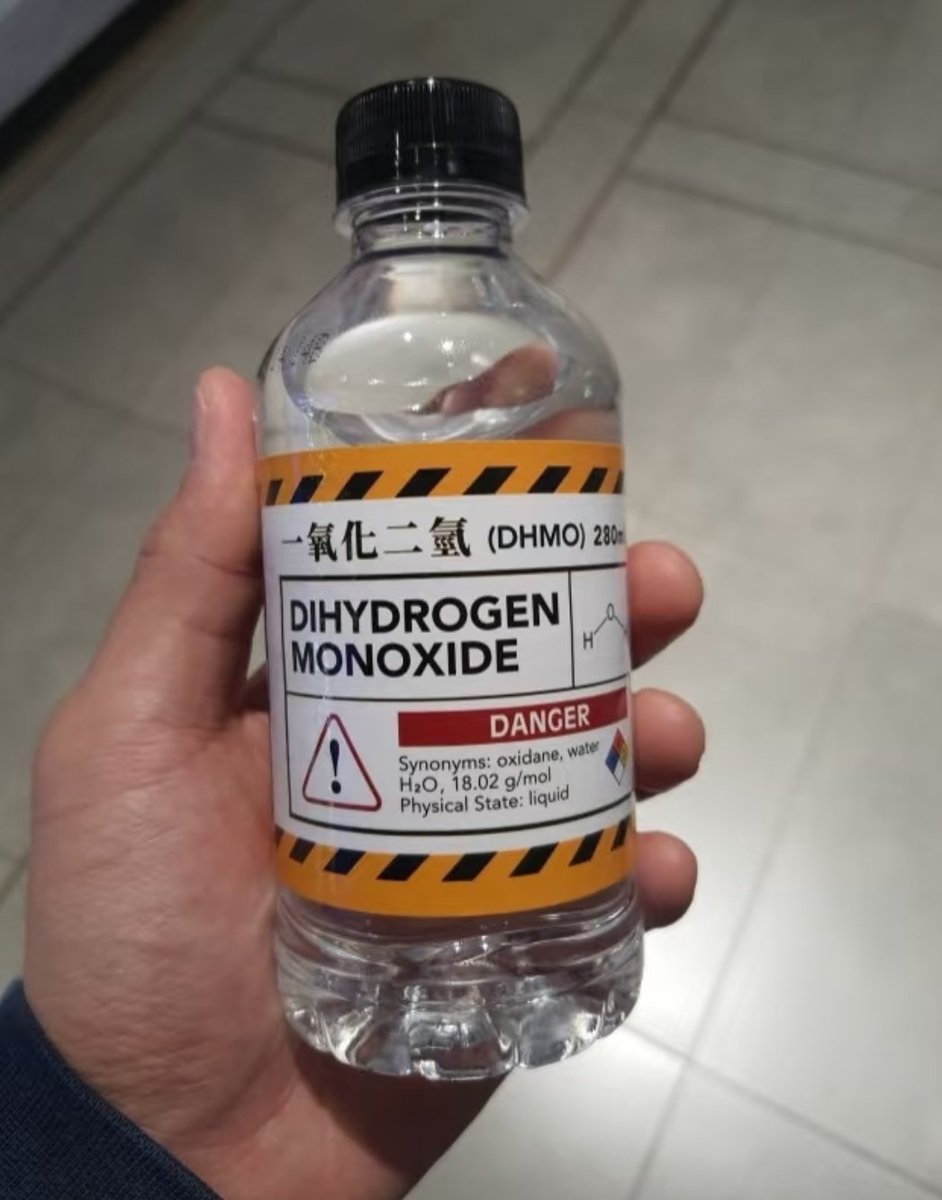 一氧化二氫 (DHMO) 280m
DIHYDROGEN
MONOXIDE
H O
DANGER
!
Synonyms: oxidane, water
H₂O, 18.02 g/mol
Physical State: liquid